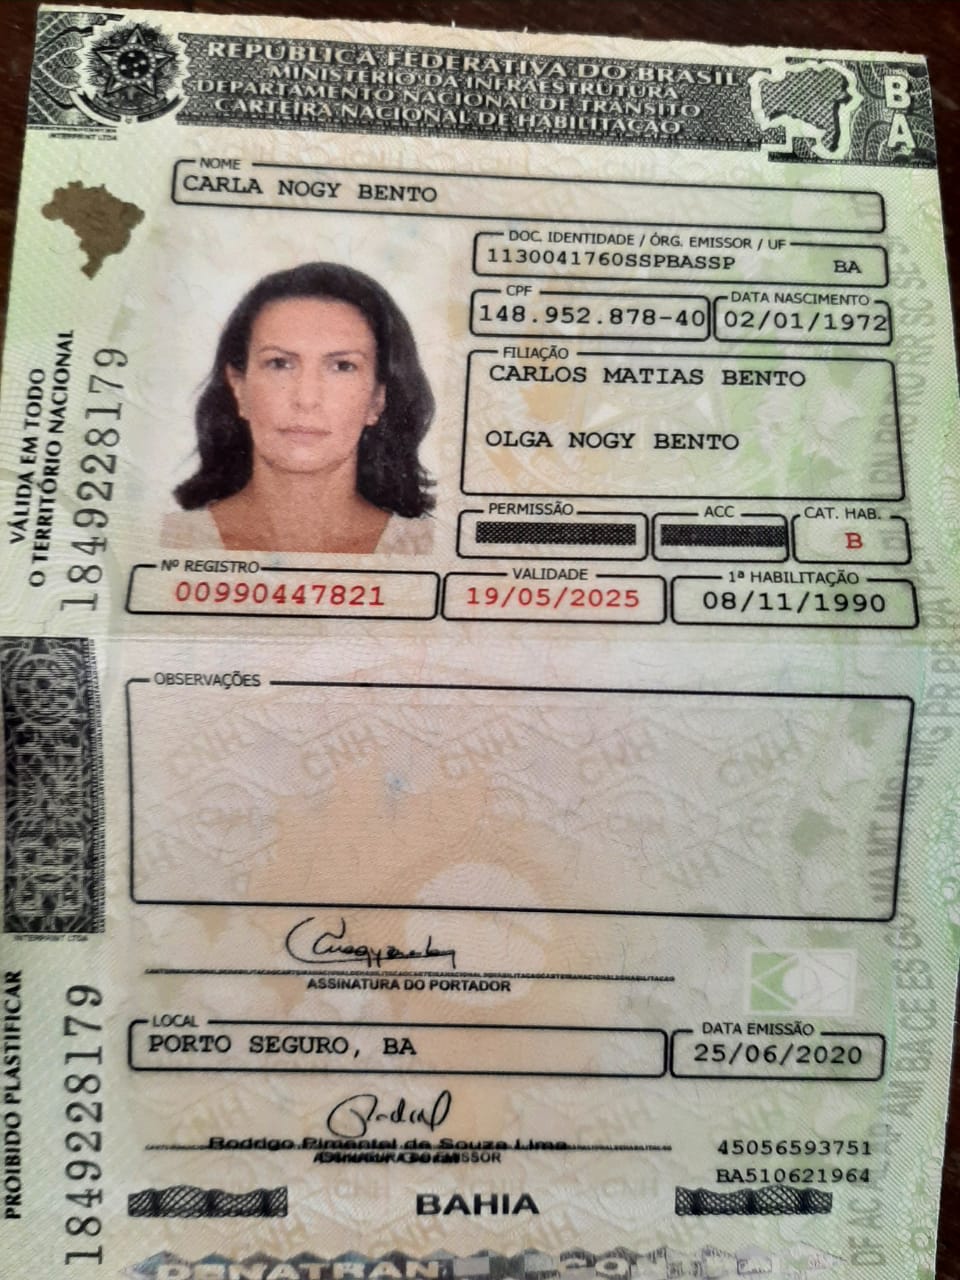 REPÚBLICA FEDERATIVA DO BRASIL
MINISTÉRIO DA INFRAESTRUTURA
DEPARTAMENTO NACIONAL DE TRÂNSITO
CARTEIRA NACIONAL DE HABILITAÇÃO
BA
INTERPRINT LTDA
NOME
CARLA NOGY BENTO
DOC. IDENTIDADE / ÓRG. EMISSOR / UF
1130041760SSPBASSP BA
CPF
148.952.878-40
DATA NASCIMENTO
02/01/1972
FILIAÇÃO
CARLOS MATIAS BENTO
OLGA NOGY BENTO
PERMISSÃO
ACC
CAT. HAB.
B
Nº REGISTRO
00990447821
VALIDADE
19/05/2025
1ª HABILITAÇÃO
08/11/1990
VÁLIDA EM TODO
O TERRITÓRIO NACIONAL
1849228179
OBSERVAÇÕES
INTERPRINT LTDA
ASSINATURA DO PORTADOR
LOCAL
PORTO SEGURO, BA
DATA EMISSÃO
25/06/2020
PROIBIDO PLASTIFICAR
1849228179
Rodrigo Pimentel de Souza Lima
45056593751
BA510621964
BAHIA
DENATRAN